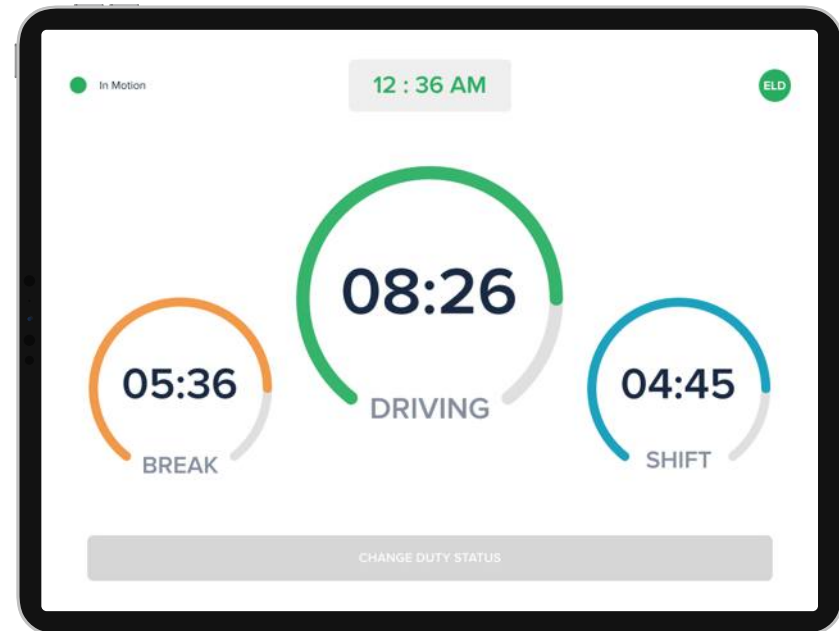 In Motion
12 : 36 AM
ELD
08:26
DRIVING
05:36
BREAK
04:45
SHIFT
CHANGE DUTY STATUS